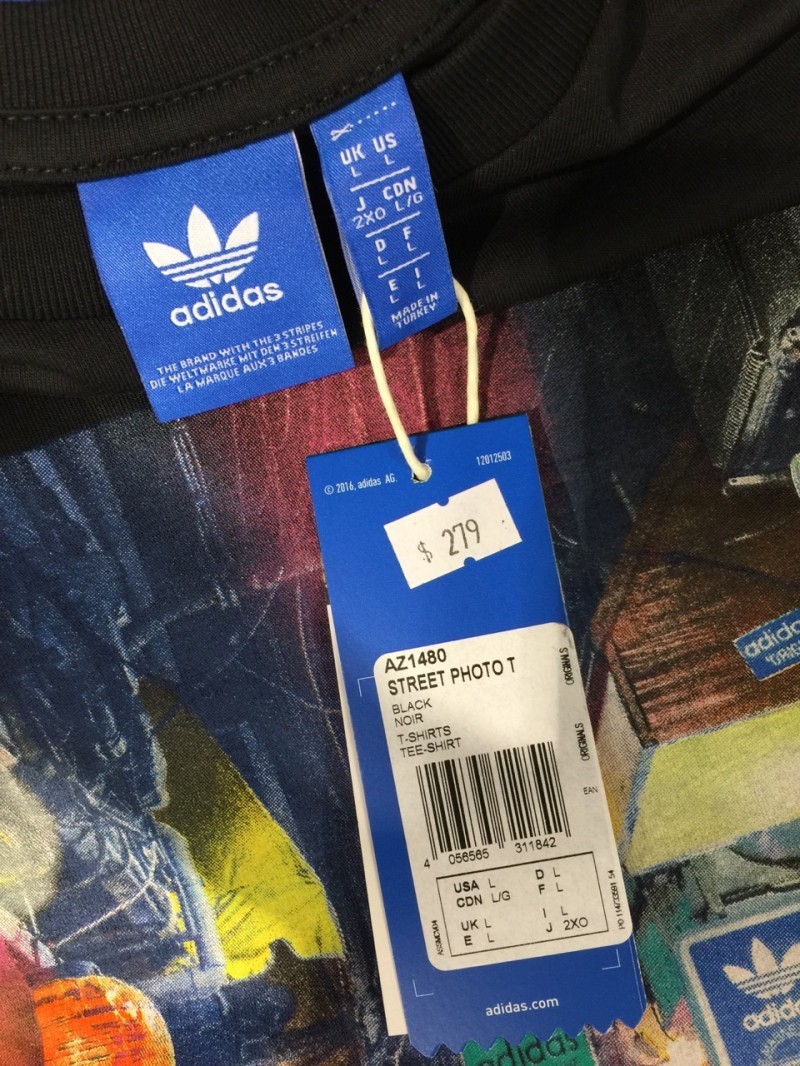 UK US
L L
J CDN
2XO L/G
D F
L L
E I
L L
MADE IN
TURKEY
adidas
THE BRAND WITH THE 3 STRIPES
DIE WELTMARKE MIT DEN 3 STREIFEN
LA MARQUE AUX 3 BANDES
© 2016, adidas AG.
12012503
$ 279
AZ1480
STREET PHOTO T
BLACK
NOIR
T-SHIRTS
TEE-SHIRT
ORIGINALS
ORIGINALS
EAN
4 056565 311842
USA L D L
CDN L/G F L
UK L I L
E L J 2XO
adidas.com
adidas
adidas
adidas